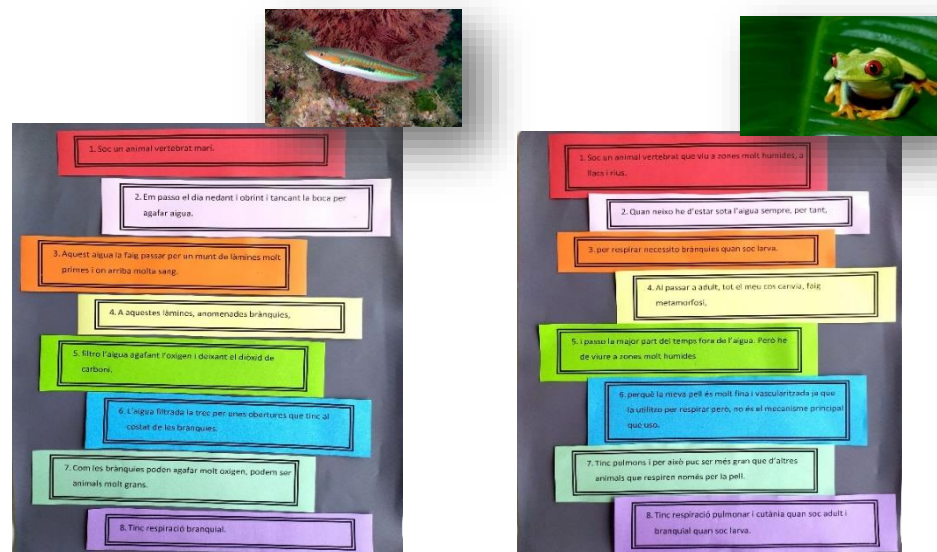 1. Soc un animal vertebrat marí.
2. Em passo el dia nedant i obrint i tancant la boca per
agafar aigua.
3. Aquest aigua la faig passar per un munt de làmines molt
primes i on arriba molta sang.
4. A aquestes làmines, anomenades brànquies,
5. filtro l'aigua agafant l'oxigen i deixant el diòxid de
carboni.
6. L'aigua filtrada la trec per unes obertures que tinc al
costat de les brànquies.
7. Com les brànquies poden agafar molt oxigen, podem ser
animals molt grans.
8. Tinc respiració branquial.
1. Soc un animal vertebrat que viu a zones molt humides, a
llacs i rius.
2. Quan neixo he d'estar sota l'aigua sempre, per tant,
3. per respirar necessito brànquies quan soc larva.
4. Al passar a adult, tot el meu cos canvia, faig
metamorfosi,
5. i passo la major part del temps fora de l'aigua. Però he
de viure a zones molt humides
6. perquè la meva pell és molt fina i vascularitzada ja que
la utilitzo per respirar però, no és el mecanisme principal
que uso.
7. Tinc pulmons i per això puc ser més gran que d'altres
animals que respiren només per la pell.
8. Tinc respiració pulmonar i cutània quan soc adult i
branquial quan soc larva.